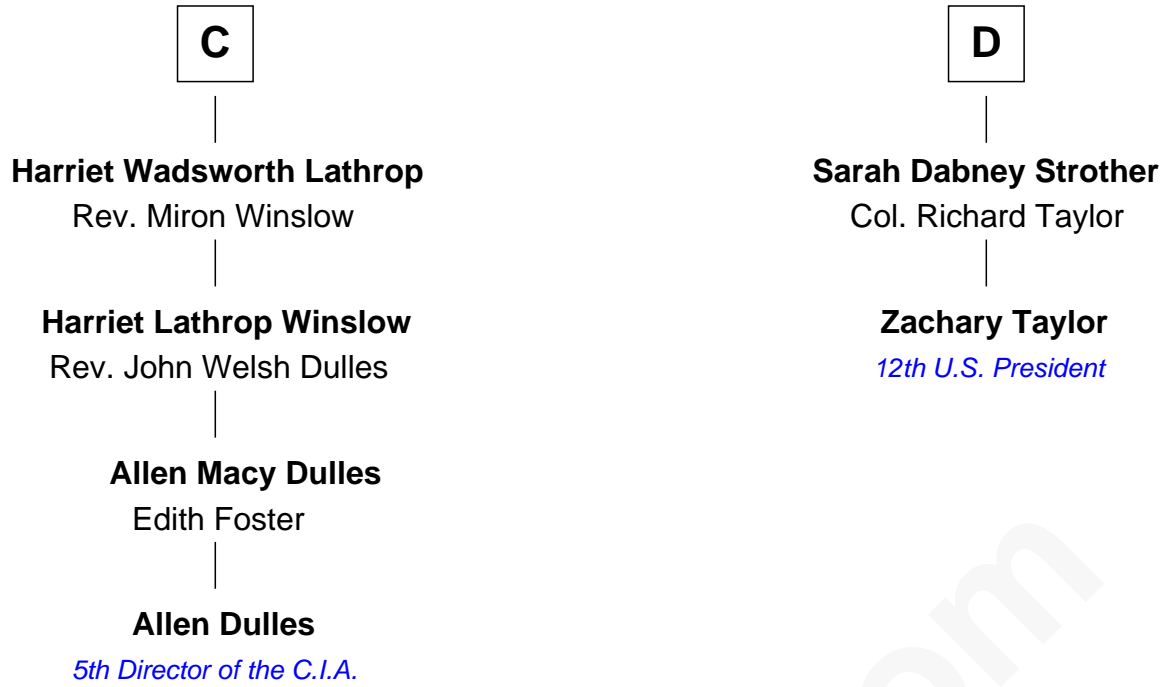 C
Harriet Wadsworth Lathrop
Rev. Miron Winslow
Harriet Lathrop Winslow
Rev. John Welsh Dulles
Allen Macy Dulles
Edith Foster
Allen Dulles
5th Director of the C.I.A.
D
Sarah Dabney Strother
Col. Richard Taylor
Zachary Taylor
12th U.S. President
om